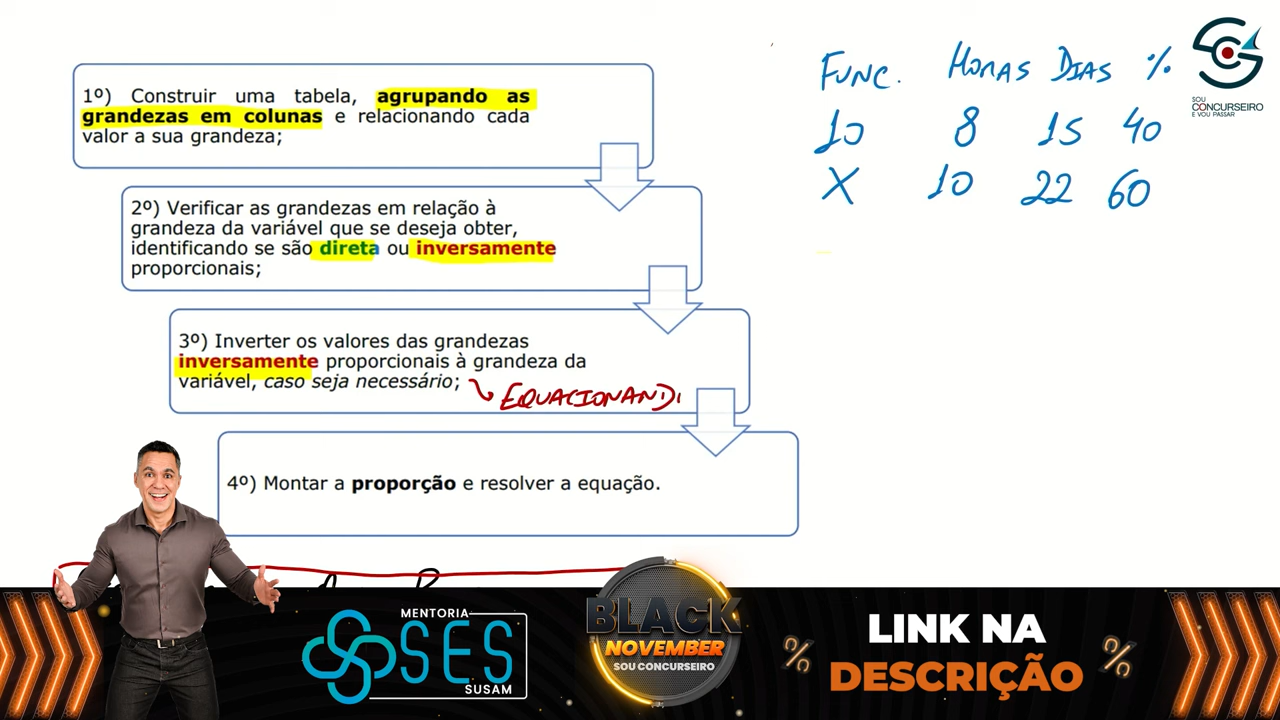 1º) Construir uma tabela, agrupando as
grandezas em colunas e relacionando cada
valor a sua grandeza;
2º) Verificar as grandezas em relação à
grandeza da variável que se deseja obter,
identificando se são direta ou inversamente
proporcionais;
3º) Inverter os valores das grandezas
inversamente proporcionais à grandeza da
variável, caso seja necessário;
EQUACIONAND
4º) Montar a proporção e resolver a equação.
FUNC. HORAS DIAS %
10 8 15 40
X 10 22 60
SOU
CONCURSEIRO
E VOU PASSAR
MENTORIA
SES
SUSAM
BLACK
NOVEMBER
SOU CONCURSEIRO
% LINK NA %
DESCRIÇÃO